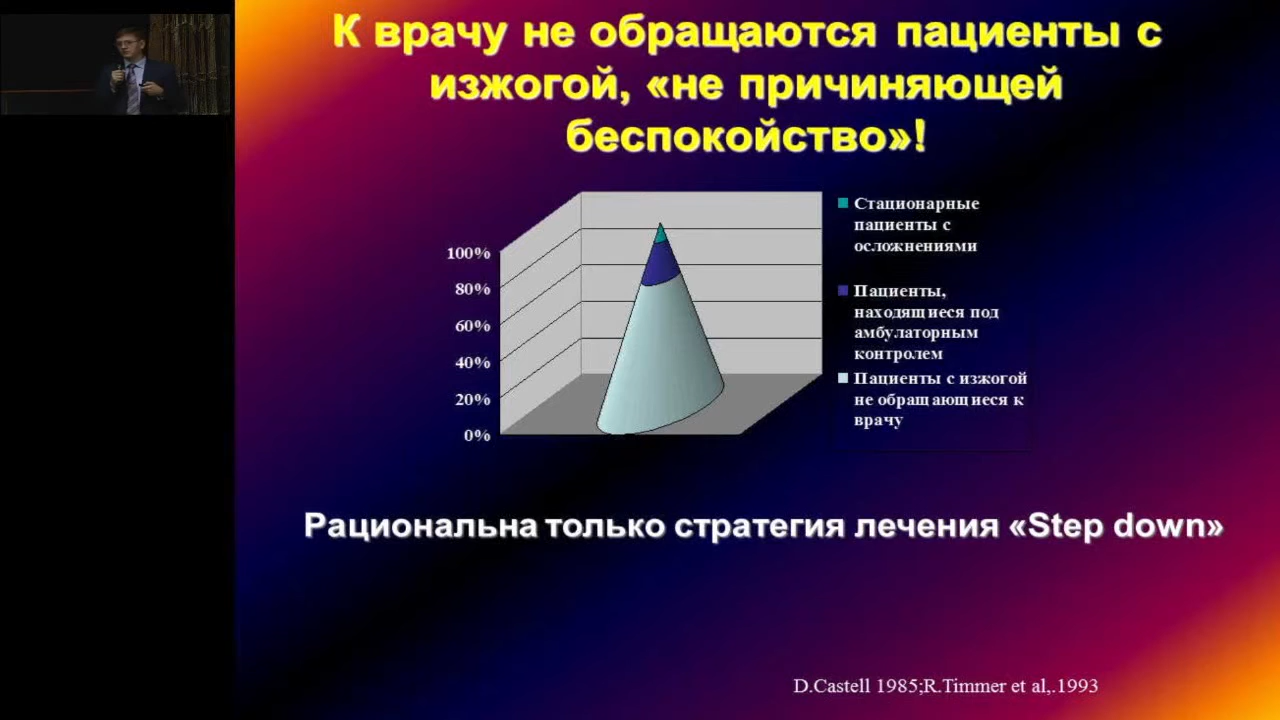 К врачу не обращаются пациенты с
изжогой, «не причиняющей
беспокойство»!
100%
80%
60%
40%
20%
0%
Стационарные
пациенты с
осложнениями
Пациенты,
находящиеся под
амбулаторным
контролем
Пациенты с изжогой
не обращающиеся к
врачу
Рациональна только стратегия лечения «Step down»
D.Castell 1985;R.Timmer et al,.1993